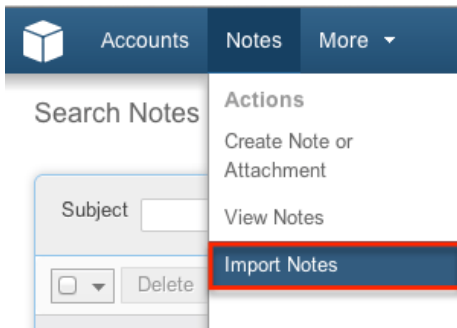 Accounts Notes More
Search Notes
Actions
Create Note or
Attachment
Subject
View Notes
Import Notes
Delete